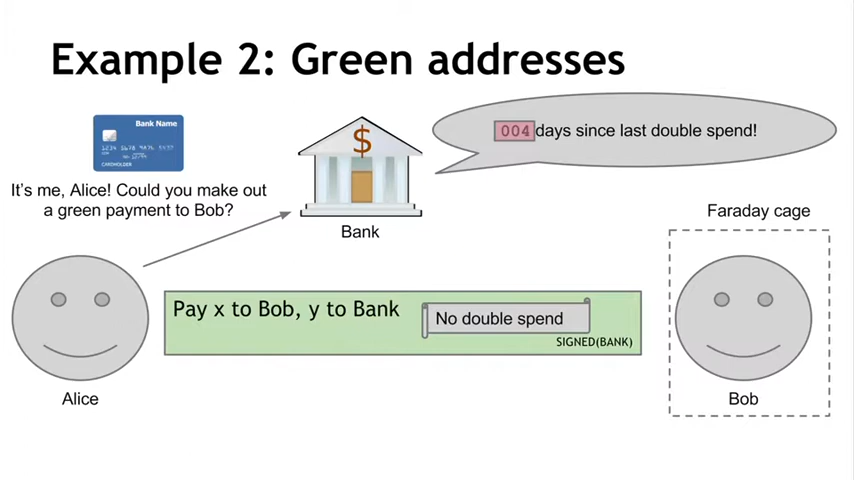 Example 2: Green addresses
Bank Name
CARDHOLDER
$
004 days since last double spend!
It's me, Alice! Could you make out
a green payment to Bob?
Bank
Faraday cage
Pay x to Bob, y to Bank
No double spend
SIGNED(BANK)
Alice
Bob